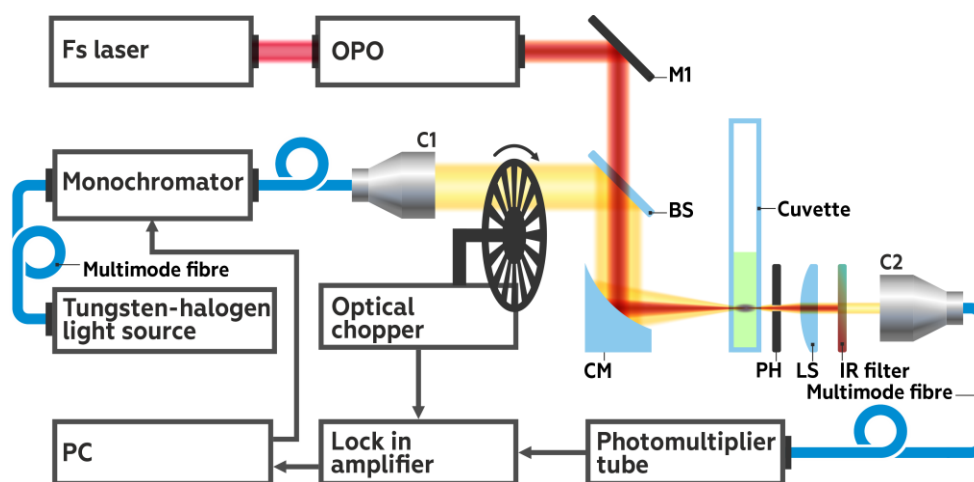 Fs laser
OPO
M1
C1
Monochromator
BS
Cuvette
Multimode fibre
C2
Tungsten-halogen
light source
Optical
chopper
CM
PH
LS
IR filter
Multimode fibre
PC
Lock in
amplifier
Photomultiplier
tube